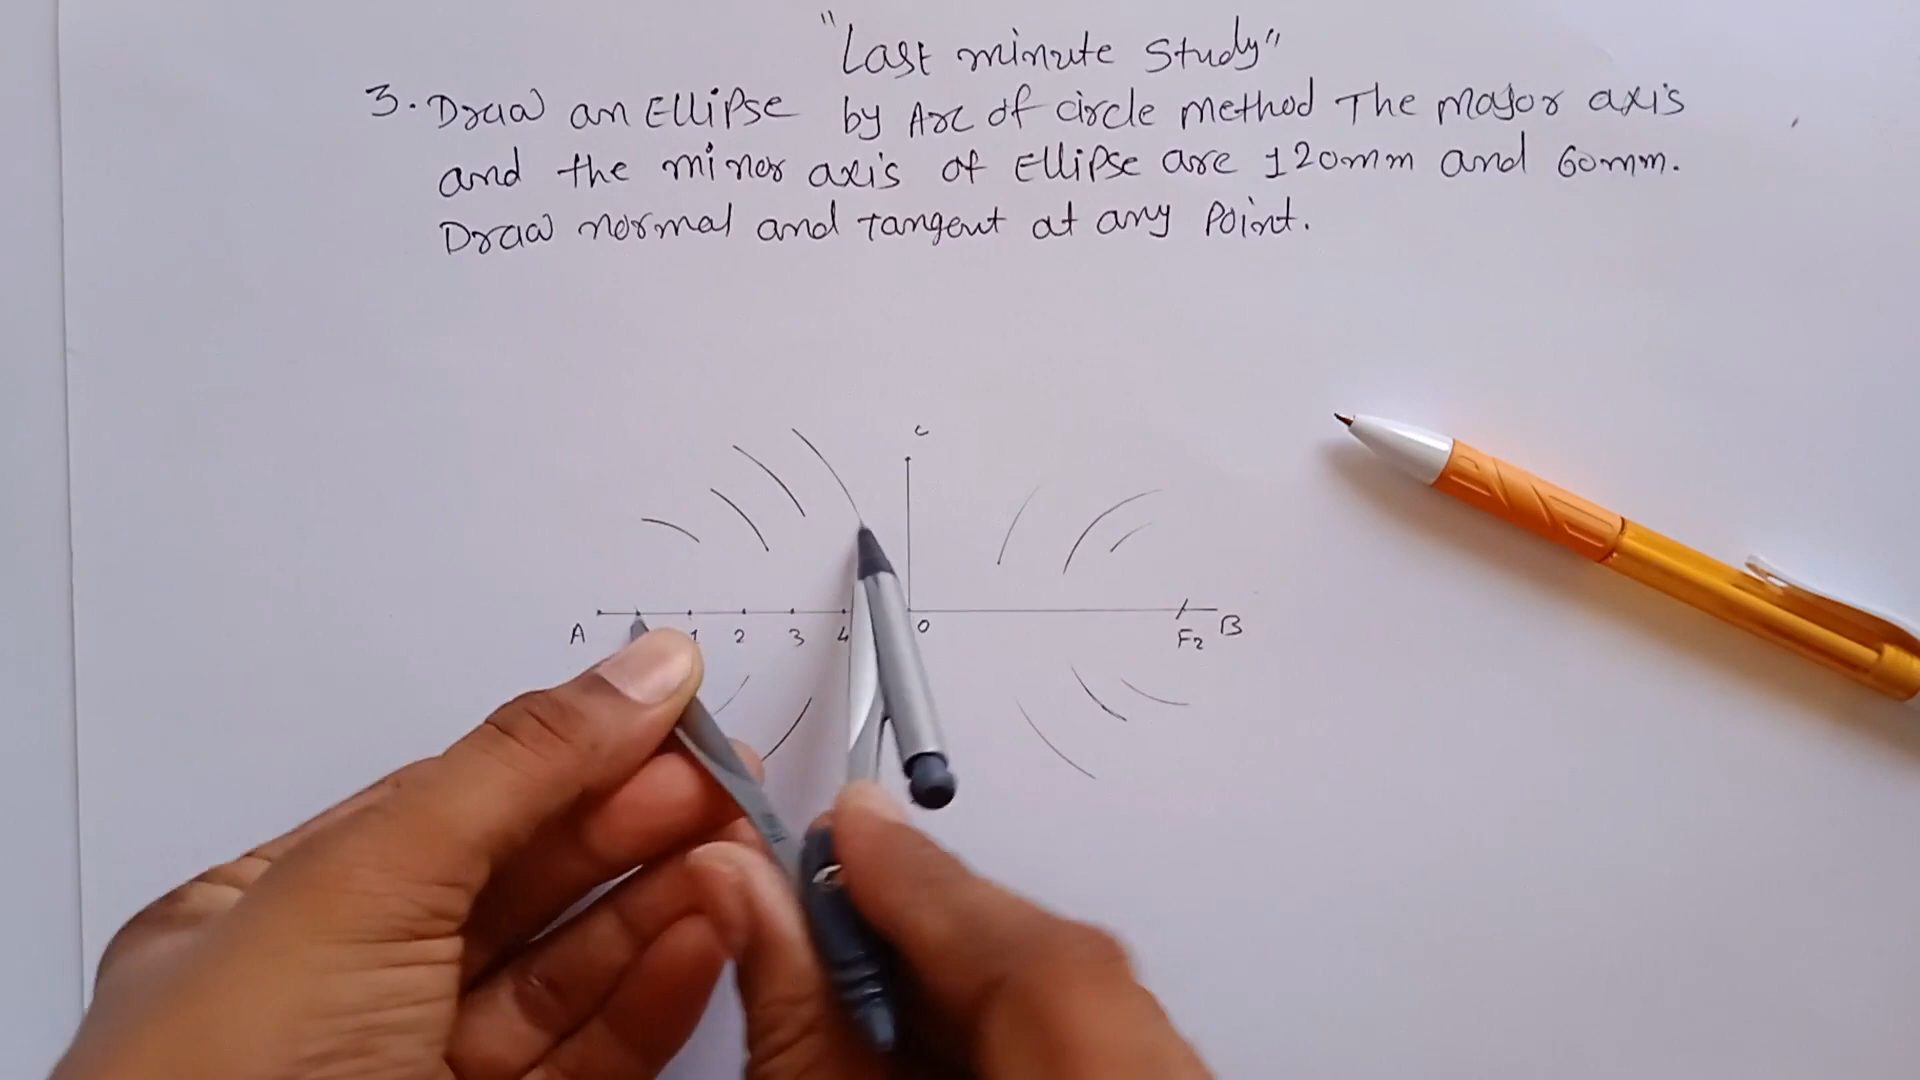 "Last minute Study"
3. Draw an Ellipse by Arc of circle method The major axis
and the minor axis of Ellipse are 120mm and 60mm.
Draw normal and tangent at any Point.
C
A 1 2 3 4 O F2 B